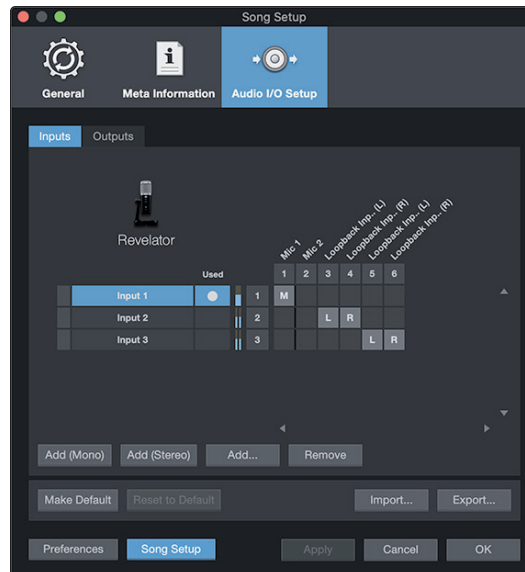 Song Setup
General Meta Information Audio I/O Setup
Inputs Outputs
Revelator
Mic 1 Mic 2 Loopback Inp.. (L) Loopback Inp.. (R) Loopback Inp.. (L) Loopback Inp.. (R)
Used 1 2 3 4 5 6
Input 1 1 M
Input 2 2 L R
Input 3 3 L R
Add (Mono) Add (Stereo) Add... Remove
Make Default Reset to Default Import... Export...
Preferences Song Setup Apply Cancel OK